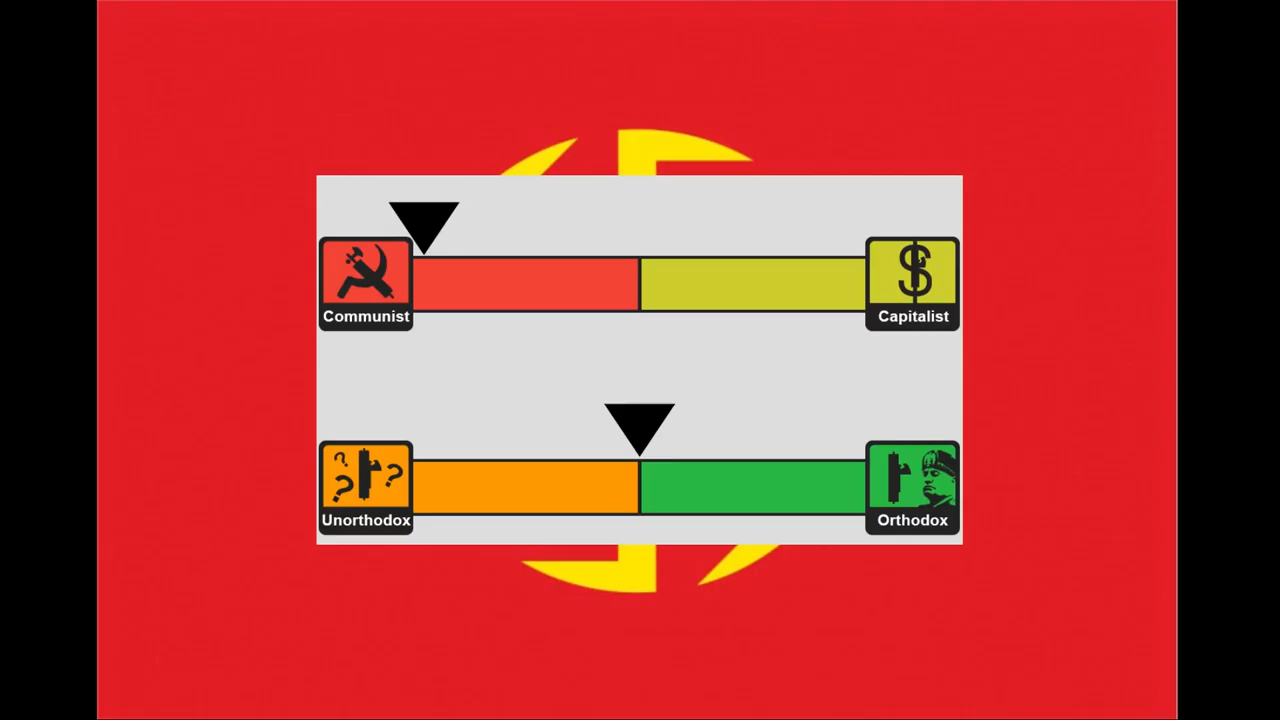 Communist
Capitalist
? ? ?
Unorthodox
Orthodox